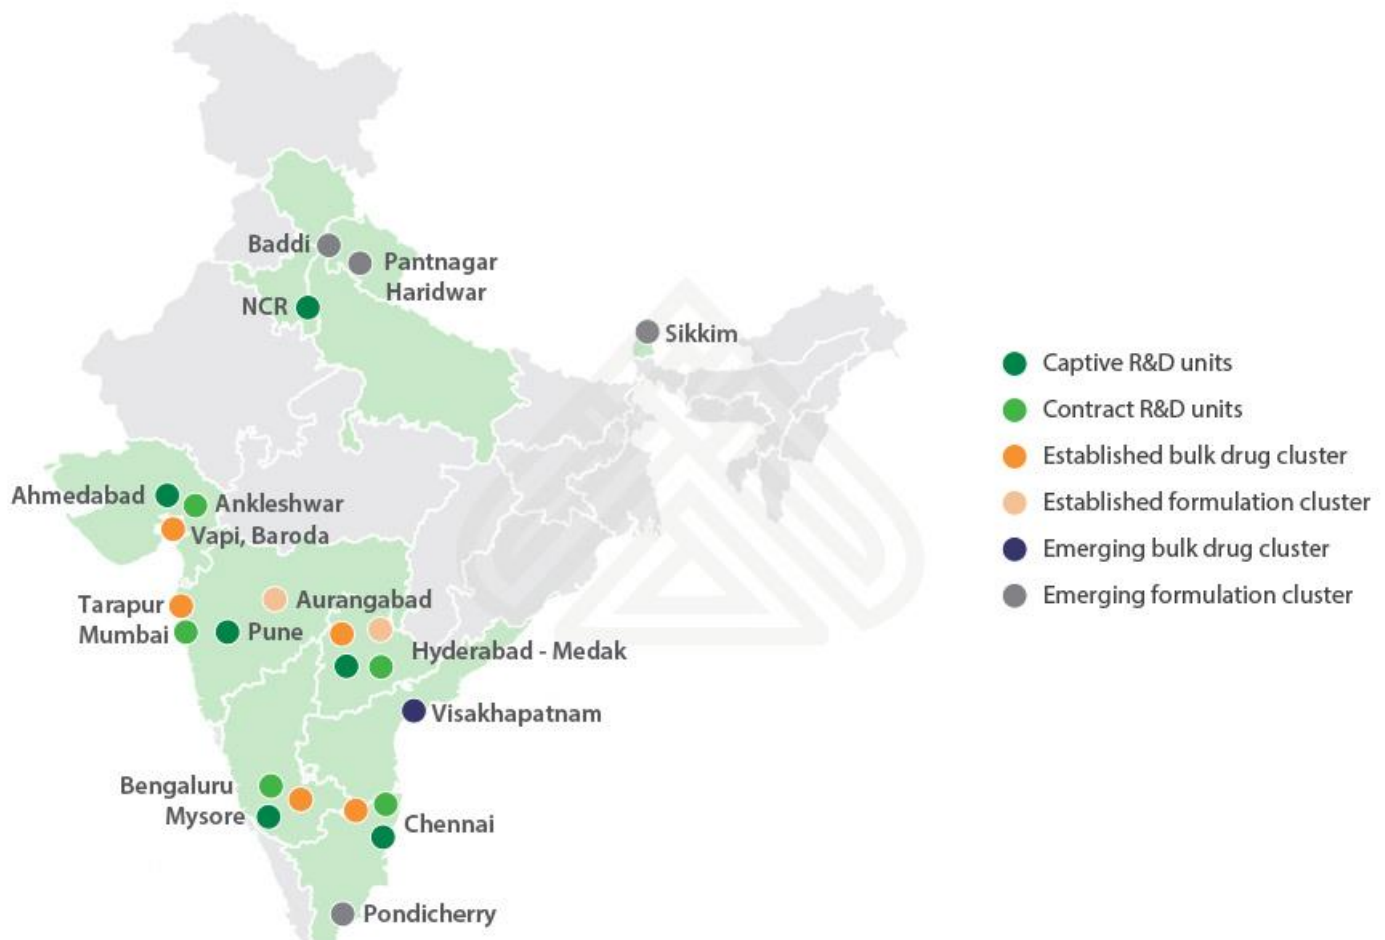 Baddi
Pantnagar
Haridwar
NCR
Sikkim
Ahmedabad
Ankleshwar
Vapi, Baroda
Tarapur
Mumbai
Aurangabad
Pune
Hyderabad - Medak
Visakhapatnam
Bengaluru
Mysore
Chennai
Pondicherry
Captive R&D units
Contract R&D units
Established bulk drug cluster
Established formulation cluster
Emerging bulk drug cluster
Emerging formulation cluster